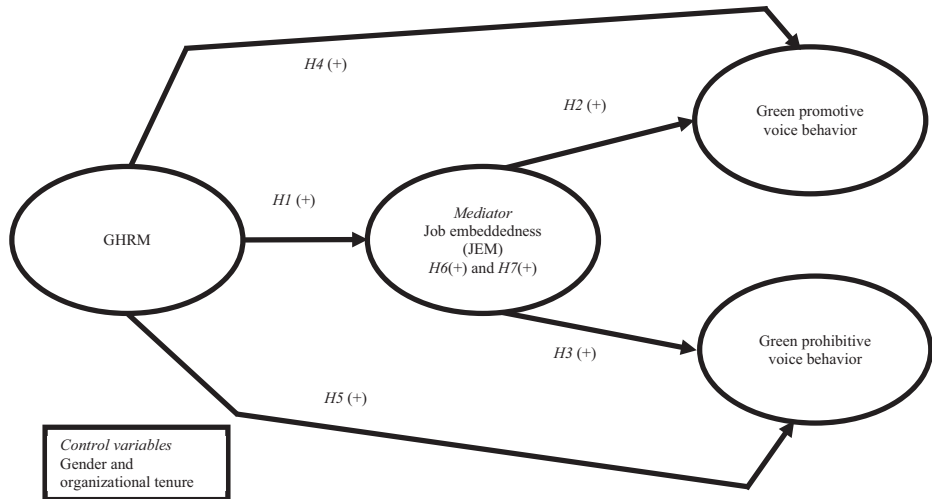 H4 (+)
H2 (+)
Green promotive
voice behavior
H1 (+)
GHRM
Mediator
Job embeddedness
(JEM)
H6(+) and H7(+)
Green prohibitive
voice behavior
H3 (+)
H5 (+)
Control variables
Gender and
organizational tenure